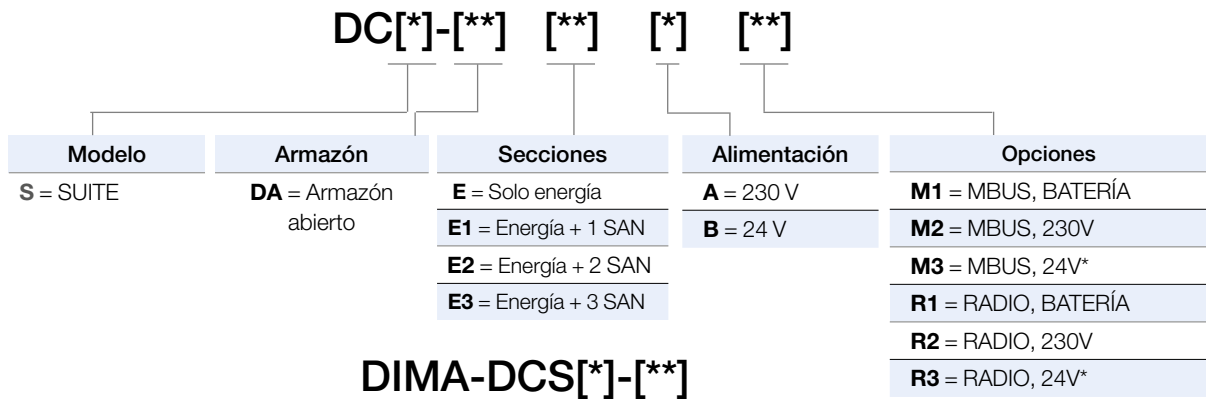 DC[*]-[**] [**] [*] [**]
Modelo
S = SUITE
Armazón
DA = Armazón
abierto
Secciones
E = Solo energía
E1 = Energía + 1 SAN
E2 = Energía + 2 SAN
E3 = Energía + 3 SAN
Alimentación
A = 230 V
B = 24 V
Opciones
M1 = MBUS, BATERÍA
M2 = MBUS, 230V
M3 = MBUS, 24V*
R1 = RADIO, BATERÍA
R2 = RADIO, 230V
R3 = RADIO, 24V*
DIMA-DCS[*]-[**]